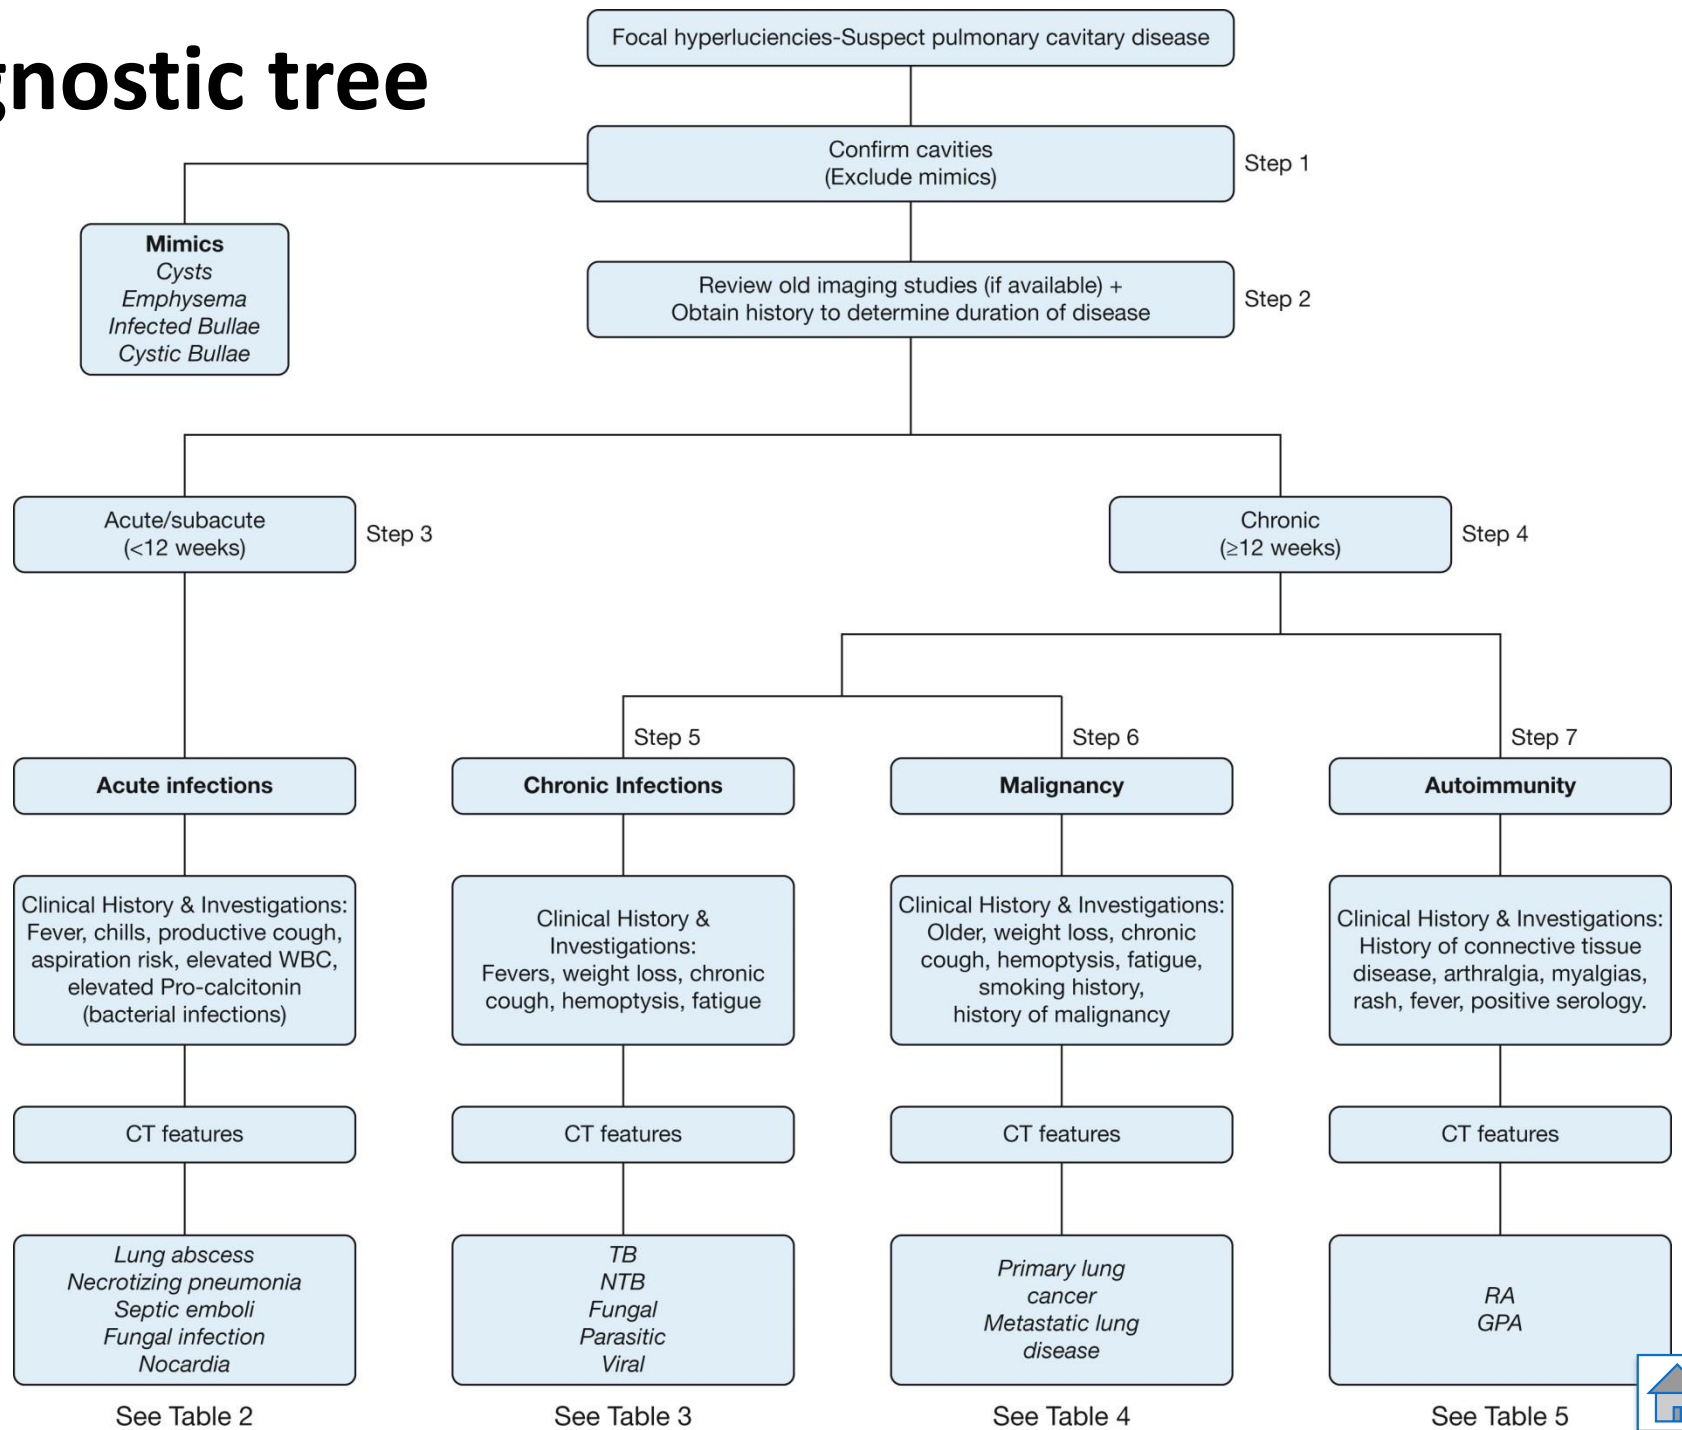 gnostic tree
Focal hyperluciencies-Suspect pulmonary cavitary disease
Confirm cavities
(Exclude mimics)
Step 1
Mimics
Cysts
Emphysema
Infected Bullae
Cystic Bullae
Review old imaging studies (if available) +
Obtain history to determine duration of disease
Step 2
Acute/subacute
(<12 weeks)
Step 3
Chronic
(≥12 weeks)
Step 4
Step 5
Step 6
Step 7
Acute infections
Chronic Infections
Malignancy
Autoimmunity
Clinical History & Investigations:
Fever, chills, productive cough,
aspiration risk, elevated WBC,
elevated Pro-calcitonin
(bacterial infections)
Clinical History &
Investigations:
Fevers, weight loss, chronic
cough, hemoptysis, fatigue
Clinical History & Investigations:
Older, weight loss, chronic
cough, hemoptysis, fatigue,
smoking history,
history of malignancy
Clinical History & Investigations:
History of connective tissue
disease, arthralgia, myalgias,
rash, fever, positive serology.
CT features
CT features
CT features
CT features
Lung abscess
Necrotizing pneumonia
Septic emboli
Fungal infection
Nocardia
TB
NTB
Fungal
Parasitic
Viral
Primary lung
cancer
Metastatic lung
disease
RA
GPA
See Table 2
See Table 3
See Table 4
See Table 5